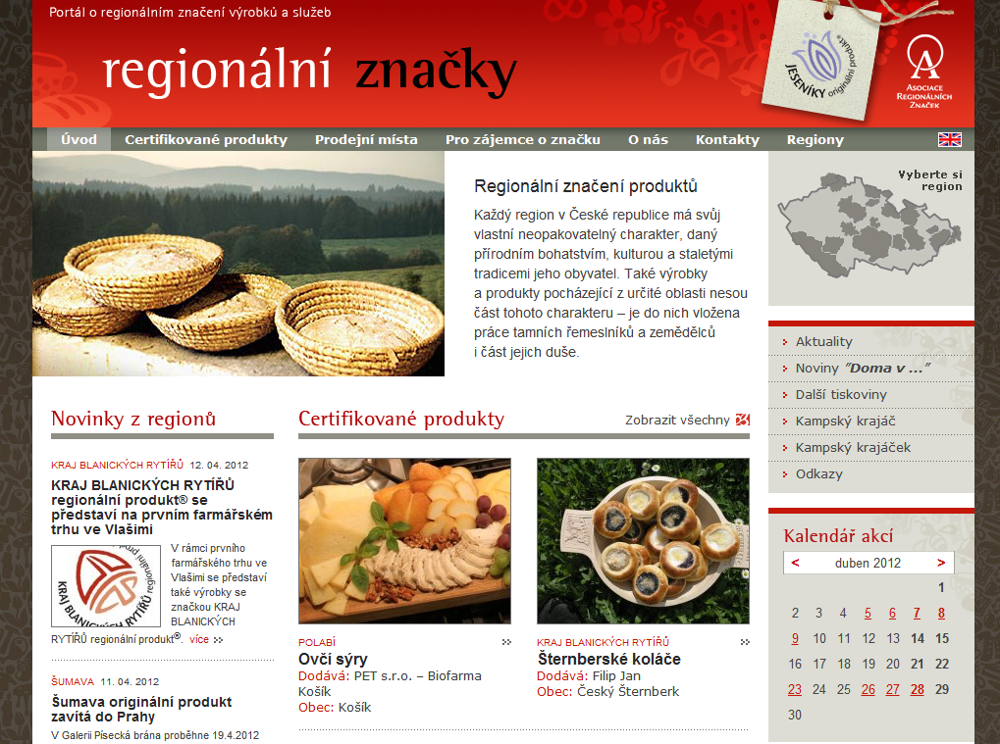 Portál o regionálním značení výrobků a služeb
regionální značky
JESENÍKY originální produkt®
ASOCIACE
REGIONÁLNÍCH
ZNAČEK
Úvod Certifikované produkty Prodejní místa Pro zájemce o značku O nás Kontakty Regiony
Regionální značení produktů
Každý region v České republice má svůj
vlastní neopakovatelný charakter, daný
přírodním bohatstvím, kulturou a staletými
tradicemi jeho obyvatel. Také výrobky
a produkty pocházející z určité oblasti nesou
část tohoto charakteru – je do nich vložena
práce tamních řemeslníků a zemědělců
i část jejich duše.
Vyberte si
region
Aktuality
Noviny "Doma v ..."
Další tiskoviny
Kampský krajáč
Kampský krajáček
Odkazy
Novinky z regionů
KRAJ BLANICKÝCH RYTÍŘŮ 12. 04. 2012
KRAJ BLANICKÝCH RYTÍŘŮ
regionální produkt® se
představí na prvním farmářském
trhu ve Vlašimi
KRAJ BLANICKÝCH RYTÍŘŮ regionální produkt®
V rámci prvního
farmářského trhu ve
Vlašimi se představí
také výrobky se
značkou KRAJ
BLANICKÝCH
RYTÍŘŮ regionální produkt®. více
ŠUMAVA 11. 04. 2012
Šumava originální produkt
zavítá do Prahy
V Galerii Písecká brána proběhne 19.4.2012
Certifikované produkty
Zobrazit všechny
POLABÍ
Ovčí sýry
Dodává: PET s.r.o. – Biofarma
Košík
Obec: Košík
KRAJ BLANICKÝCH RYTÍŘŮ
Šternberské koláče
Dodává: Filip Jan
Obec: Český Šternberk
Kalendář akcí
< duben 2012 >
1
2 3 4 5 6 7 8
9 10 11 12 13 14 15
16 17 18 19 20 21 22
23 24 25 26 27 28 29
30